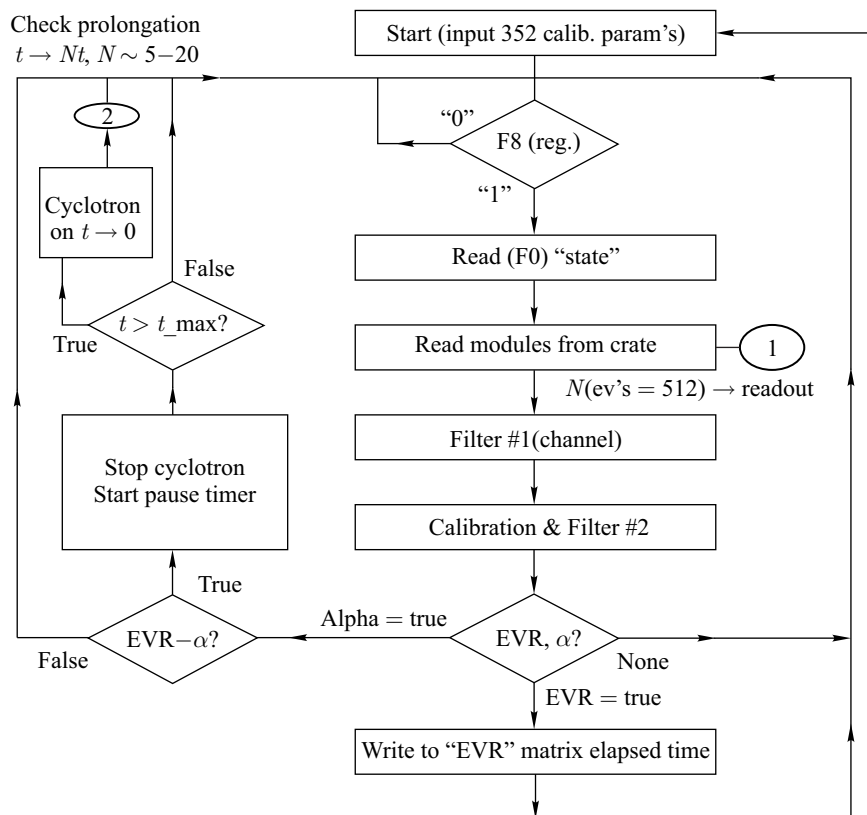 Check prolongation
t → Nt, N ∼ 5−20
Start (input 352 calib. param's)
2
“0”
F8 (reg.)
“1”
Cyclotron
on t → 0
Read (F0) “state”
False
t > t_max?
True
Read modules from crate
1
N(ev's = 512) → readout
Filter #1(channel)
Stop cyclotron
Start pause timer
Calibration & Filter #2
True
Alpha = true
EVR−α?
EVR, α?
False
None
EVR = true
Write to “EVR” matrix elapsed time